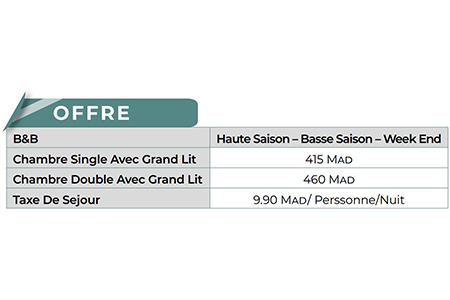 OFFRE
B&B Haute Saison – Basse Saison – Week End
Chambre Single Avec Grand Lit 415 MAD
Chambre Double Avec Grand Lit 460 MAD
Taxe De Sejour 9.90 MAD/ Perssonne/Nuit